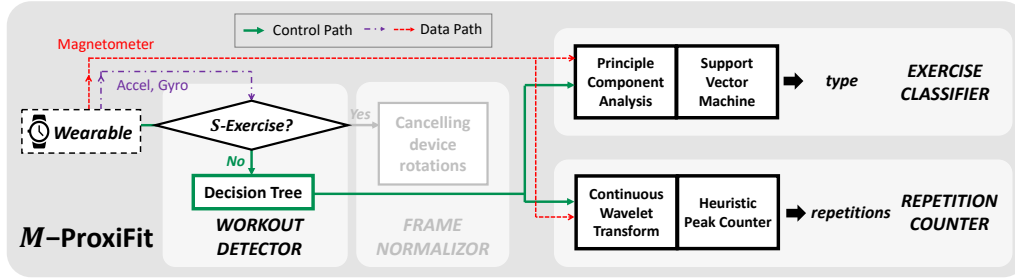 Control Path
Data Path
Magnetometer
Accel, Gyro
Wearable
S-Exercise?
Yes
No
Decision Tree
WORKOUT
DETECTOR
Cancelling
device
rotations
FRAME
NORMALIZOR
Principle
Component
Analysis
Support
Vector
Machine
type
EXERCISE
CLASSIFIER
Continuous
Wavelet
Transform
Heuristic
Peak Counter
repetitions
REPETITION
COUNTER
M–ProxiFit